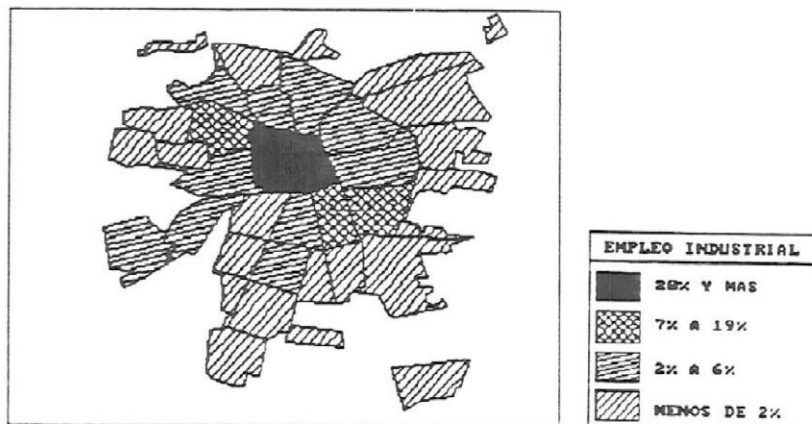 EMPLEO INDUSTRIAL
20% Y MAS
7% A 19%
2% A 6%
MENOS DE 2%